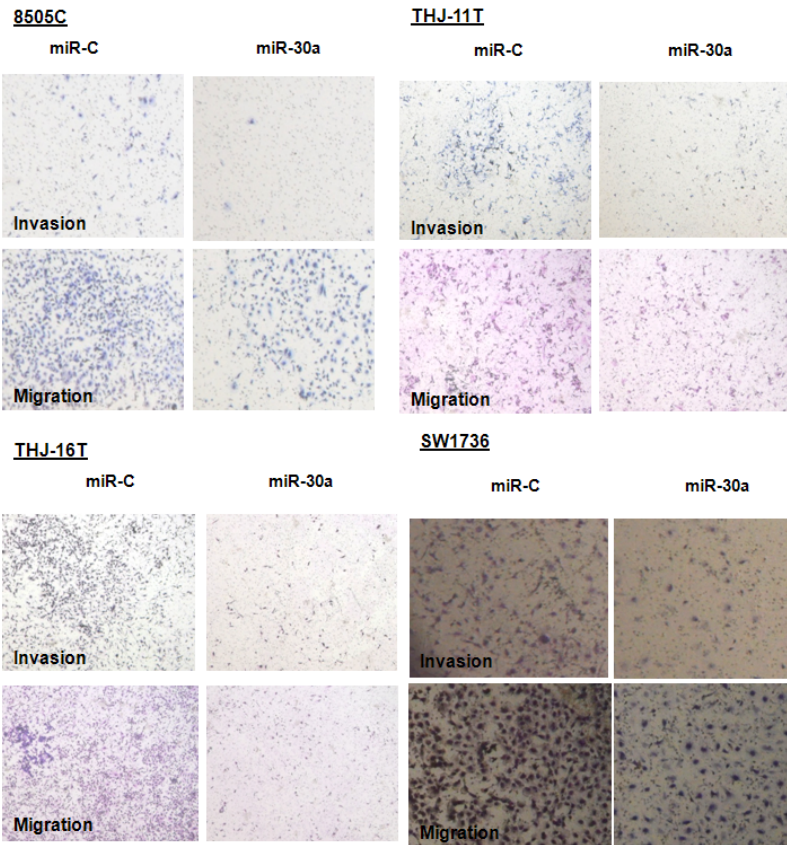 8505C
miR-C miR-30a
Invasion
Migration
THJ-11T
miR-C miR-30a
Invasion
Migration
THJ-16T
miR-C miR-30a
Invasion
Migration
SW1736
miR-C miR-30a
Invasion
Migration